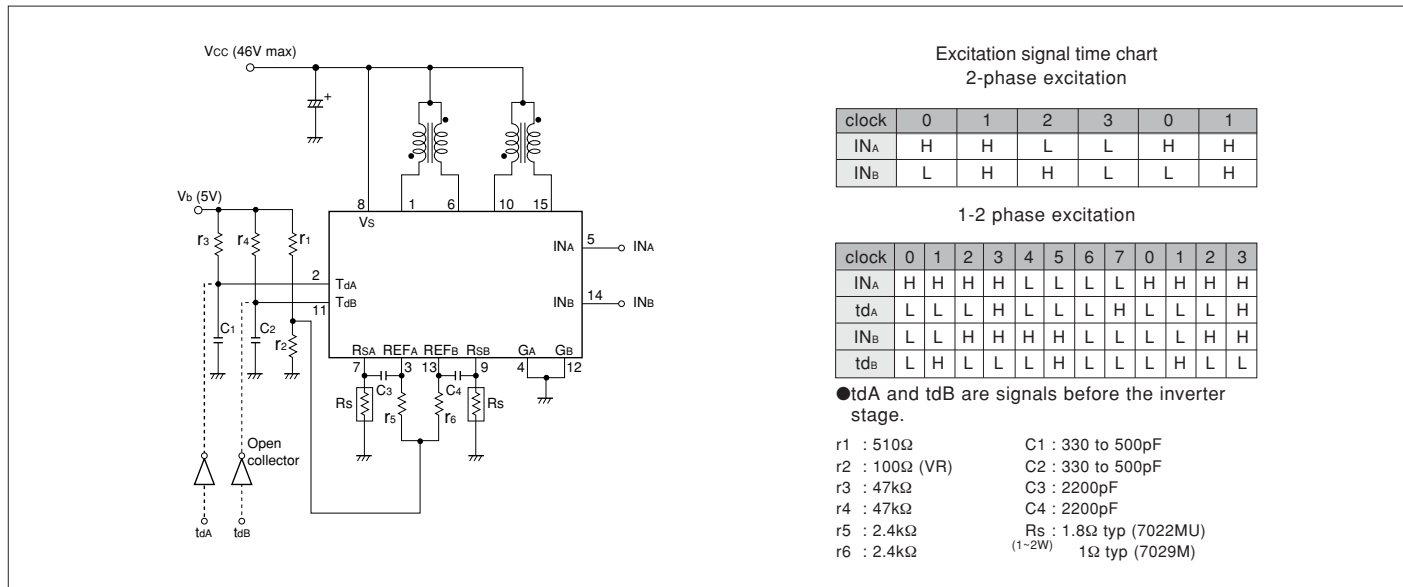 Vcc (46V max)
+
Vb (5V)
r3 r4 r1
8 1 6 10 15
Vs
INA 5 INA
2 TdA
TdB
11
INB 14 INB
C1 C2
r2
RSA REFA REFB RSB GA GB
7 3 13 9 4 12
C3 C4
Rs r5 r6 Rs
Open
collector
tdA tdB
Excitation signal time chart
2-phase excitation
clock 0 1 2 3 0 1
INA H H L L H H
INB L H H L L H
1-2 phase excitation
clock 0 1 2 3 4 5 6 7 0 1 2 3
INA H H H H L L L L H H H H
tdA L L L H L L L H L L L H
INB L L H H H H L L L L H H
tdB L H L L L H L L L H L L
●tdA and tdB are signals before the inverter
stage.
r1 : 510Ω C1 : 330 to 500pF
r2 : 100Ω (VR) C2 : 330 to 500pF
r3 : 47kΩ C3 : 2200pF
r4 : 47kΩ C4 : 2200pF
r5 : 2.4kΩ Rs : 1.8Ω typ (7022MU)
r6 : 2.4kΩ (1~2W) 1Ω typ (7029M)